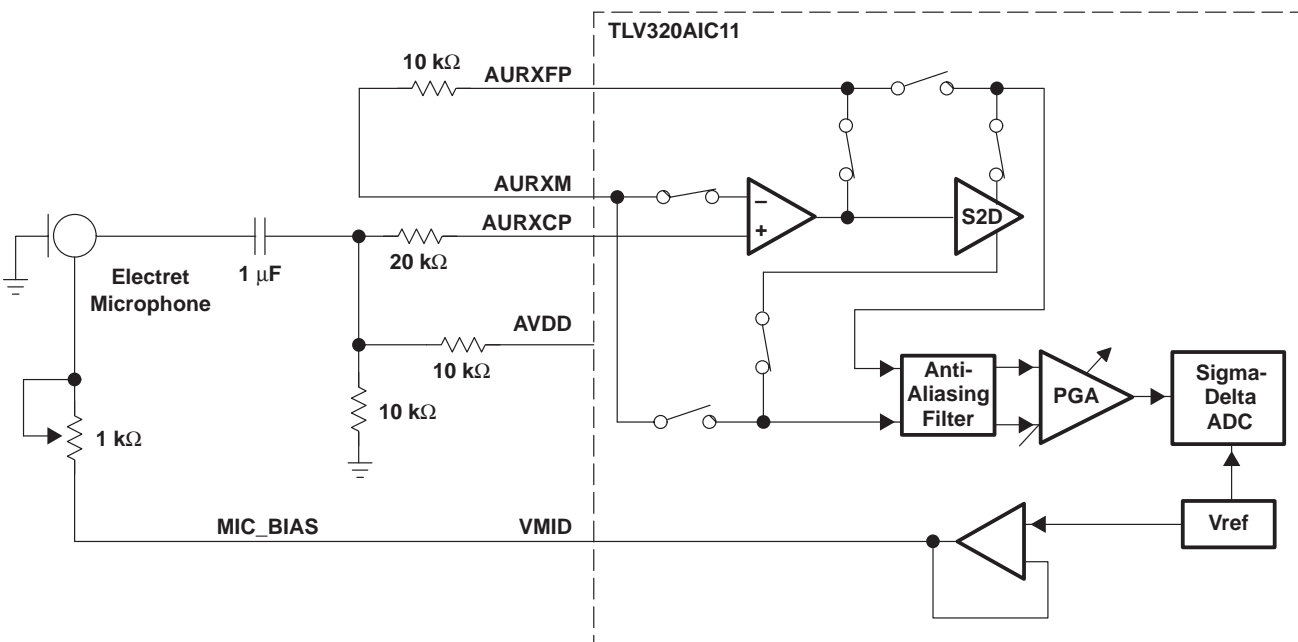 TLV320AIC11
10 kΩ
AURXFP
AURXM
AURXCP
−
+
S2D
20 kΩ
1 μF
Electret
Microphone
AVDD
10 kΩ
10 kΩ
1 kΩ
Anti-
Aliasing
Filter
PGA
Sigma-
Delta
ADC
MIC_BIAS
VMID
Vref